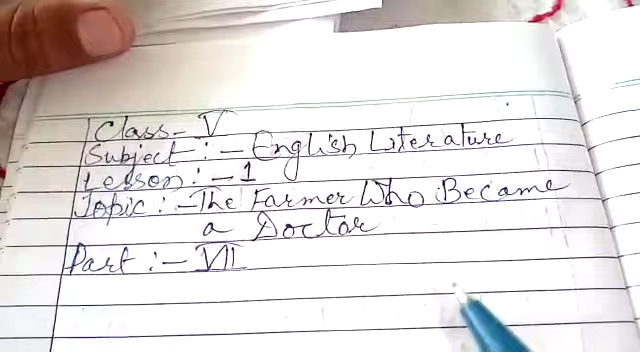 Class - V
Subject :- English Literature
Lesson :- 1
Topic :- The Farmer Who Became
a Doctor
Part :- VII